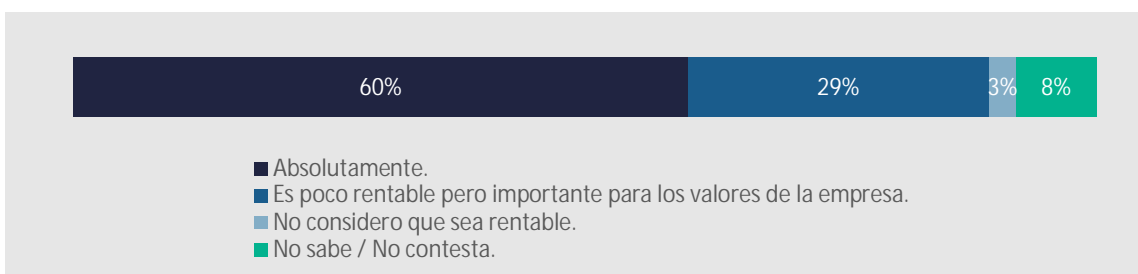 60% 29% 3% 8%
Absolutamente.
Es poco rentable pero importante para los valores de la empresa.
No considero que sea rentable.
No sabe / No contesta.